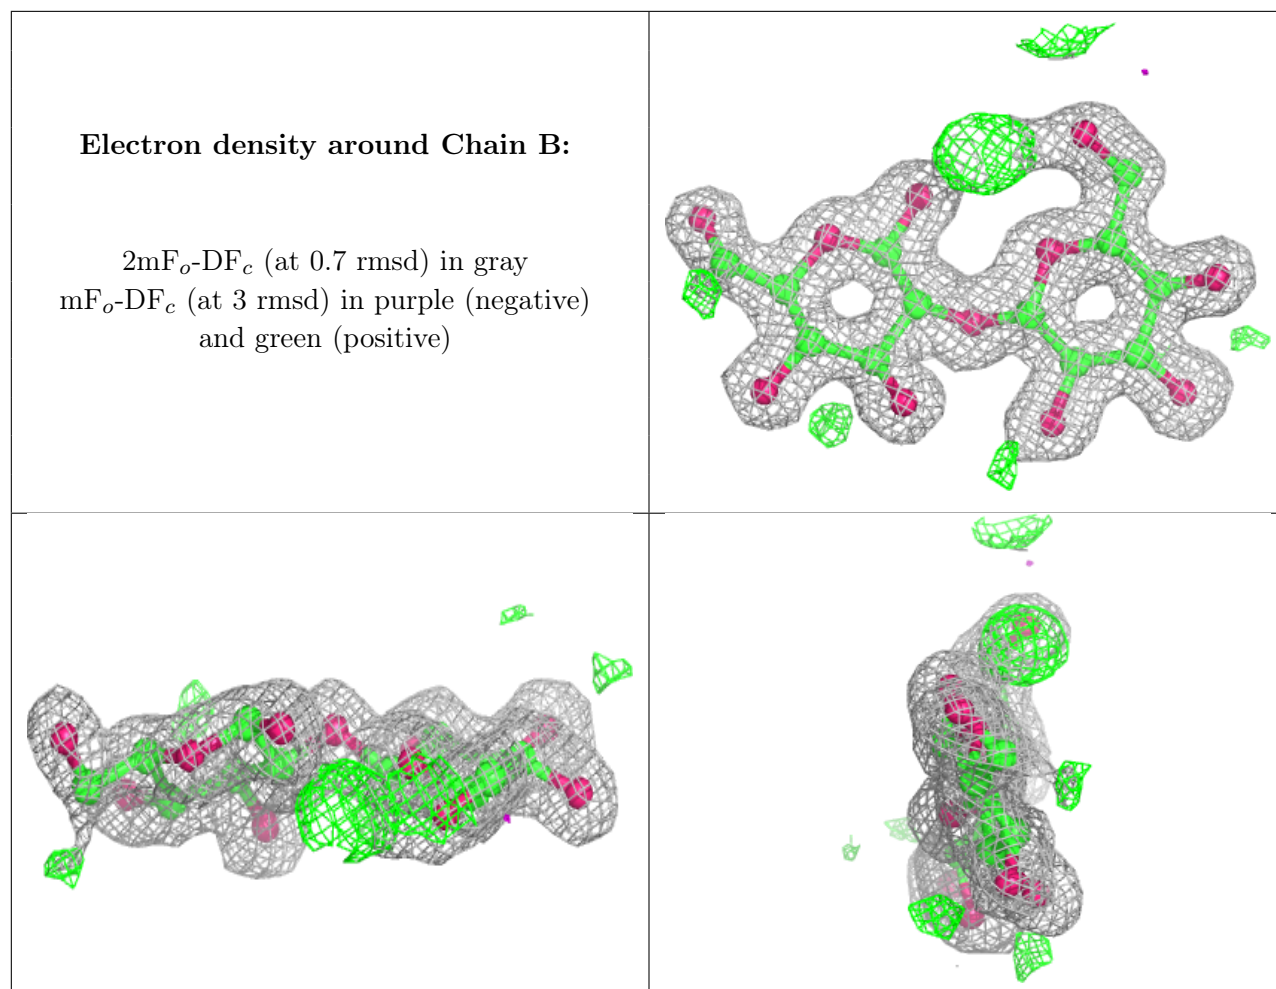 Electron density around Chain B:
2mFₒ-DF𝑐 (at 0.7 rmsd) in gray
mFₒ-DF𝑐 (at 3 rmsd) in purple (negative)
and green (positive)